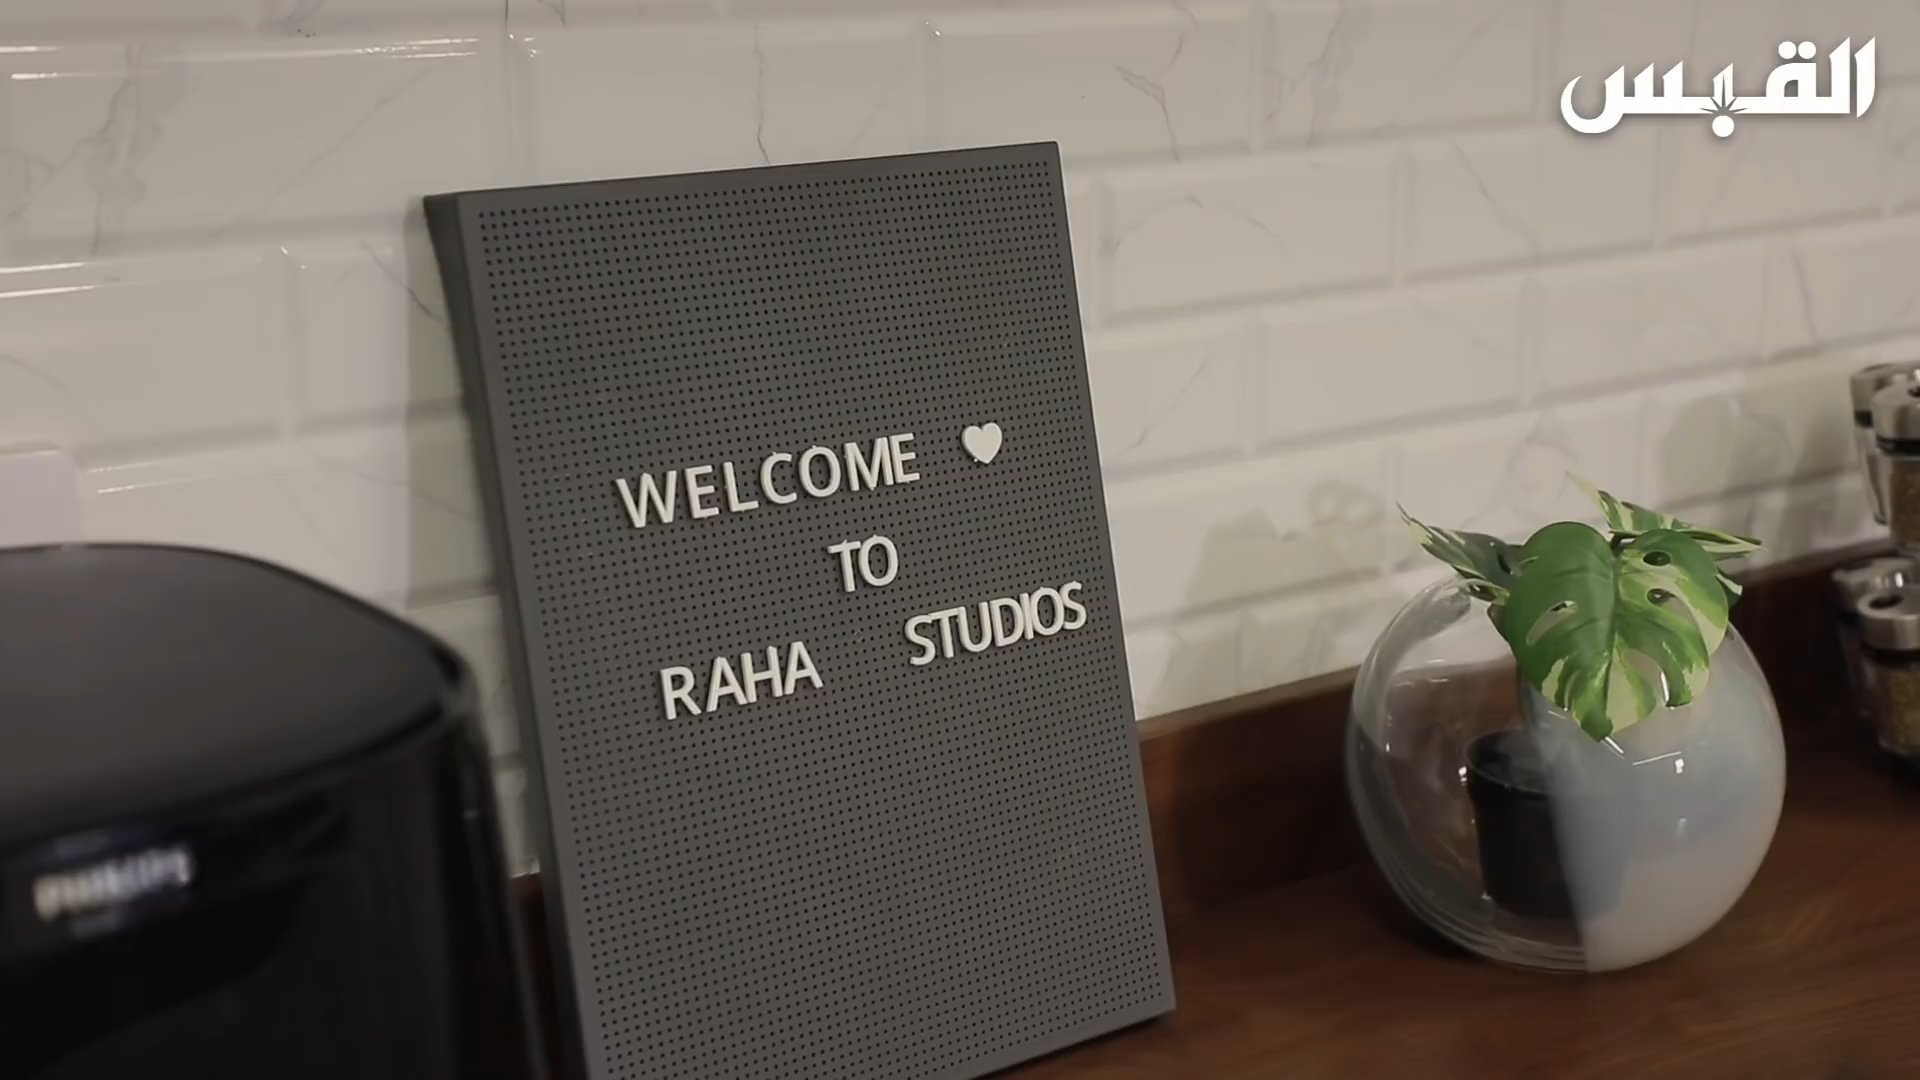 القبس
WELCOME ♥
TO
RAHA STUDIOS
PHILIPS